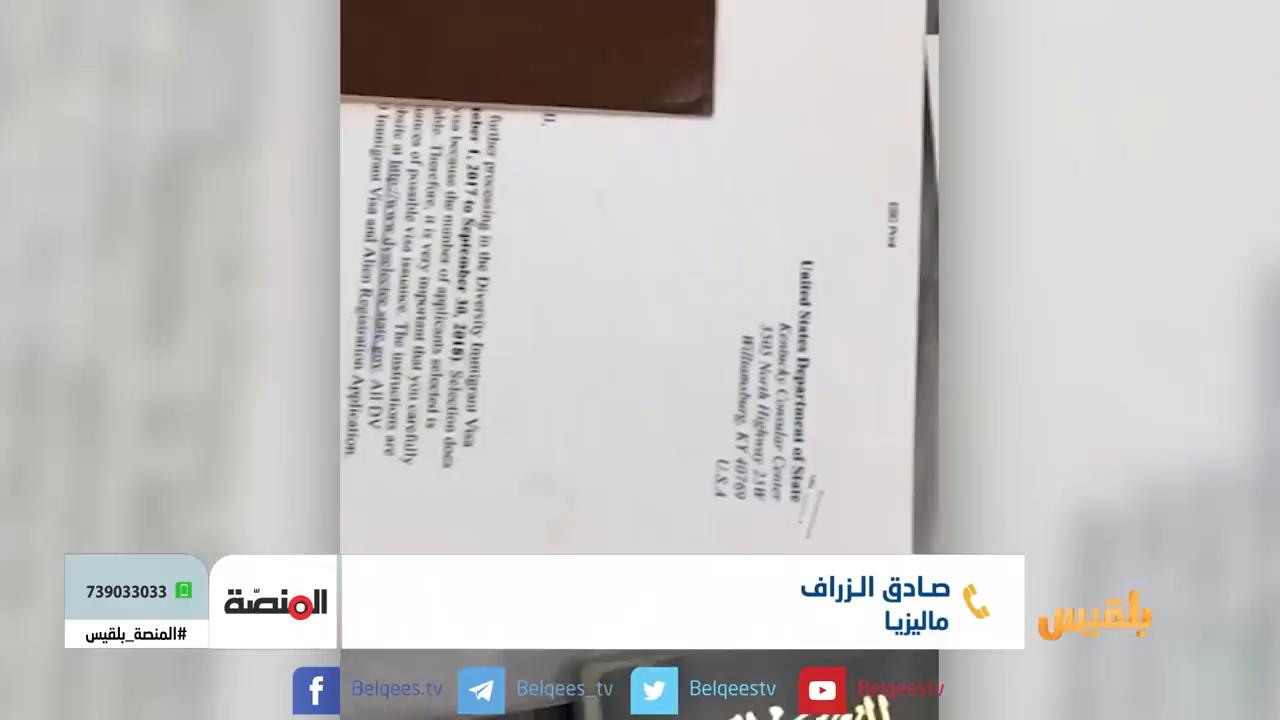 ESC Print
United States Department of State
Kentucky Consular Center
3505 North Highway 25W
Williamsburg, KY 40769
U.S.A
further processing in the Diversity Immigrant Visa
ober 1, 2017 to September 30, 2018). Selection does
visa because the number of applicants selected is
able. Therefore, it is very important that you carefully
ances of possible visa issuance. The instructions are
bsite at http://www.dvselectee.state.gov. All DV
Immigrant Visa and Alien Registration Application
صادق الزراف
ماليزيا
بلقيس
المنصّة
739033033
#المنصة_بلقيس
Belqees.tv
Belqees_tv
Belqeestv
Belqeestv